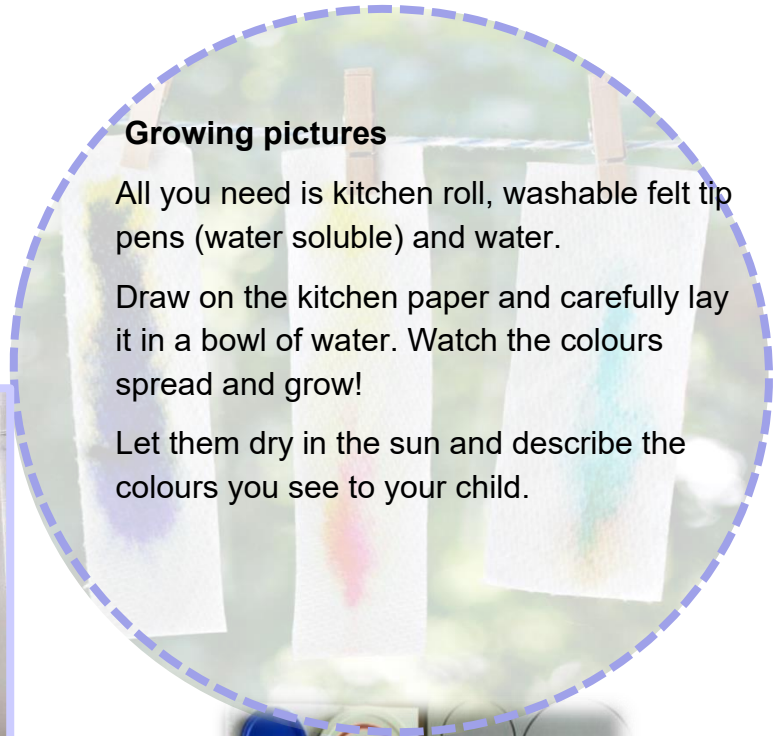 Growing pictures
All you need is kitchen roll, washable felt tip
pens (water soluble) and water.
Draw on the kitchen paper and carefully lay
it in a bowl of water. Watch the colours
spread and grow!
Let them dry in the sun and describe the
colours you see to your child.